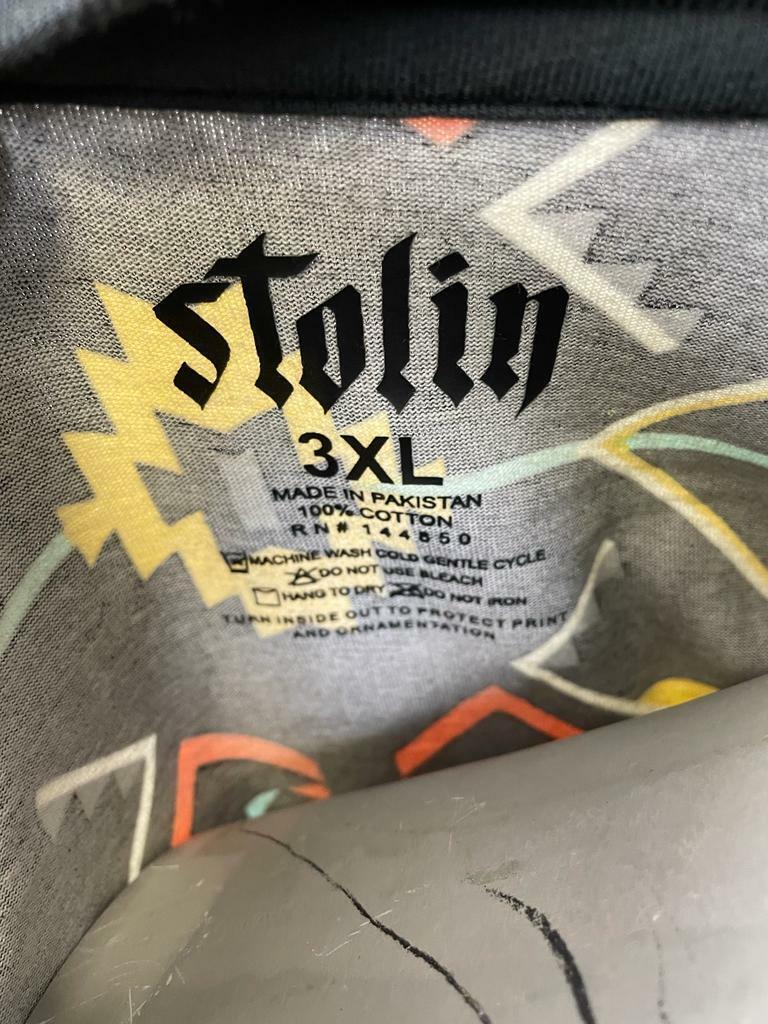 stolin
3XL
MADE IN PAKISTAN
100% COTTON
RN# 144650
MACHINE WASH COLD GENTLE CYCLE
DO NOT USE BLEACH
HANG TO DRY DO NOT IRON
TURN INSIDE OUT TO PROTECT PRINT
AND ORNAMENTATION